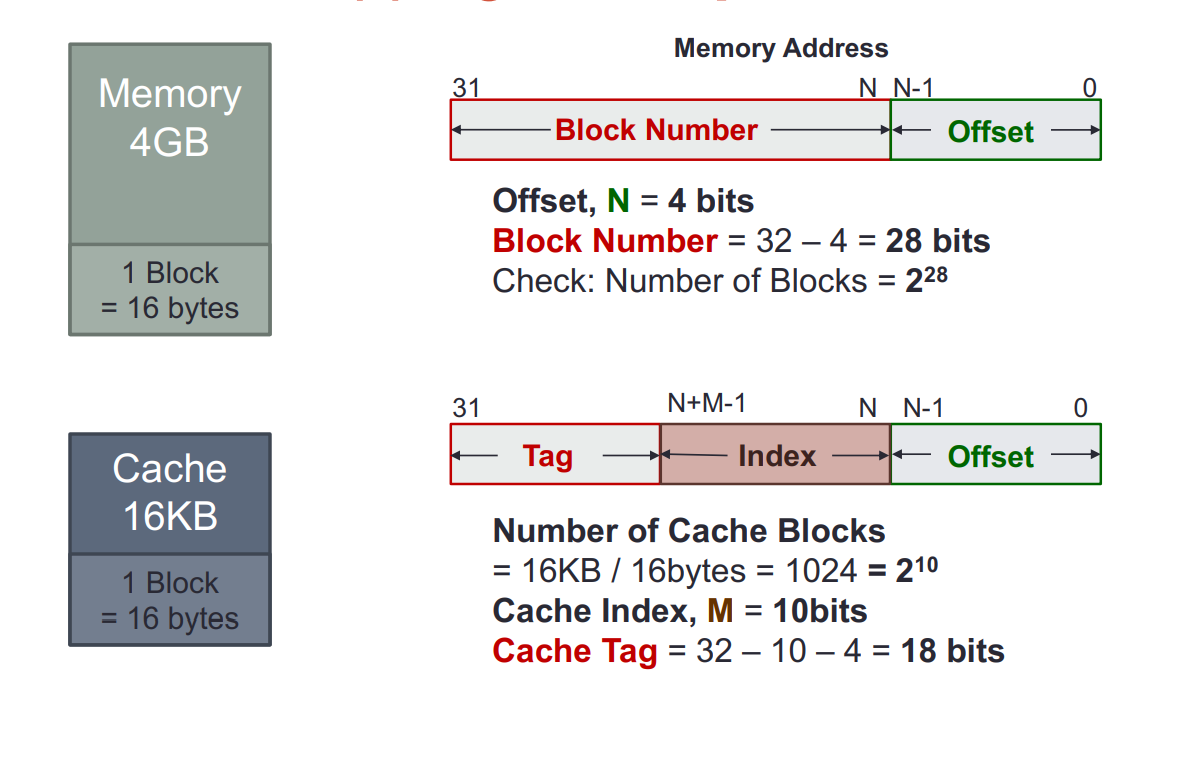 Memory
4GB
1 Block
= 16 bytes
Memory Address
31 N N-1 0
Block Number Offset
Offset, N = 4 bits
Block Number = 32 – 4 = 28 bits
Check: Number of Blocks = 2²⁸
Cache
16KB
1 Block
= 16 bytes
31 N+M-1 N N-1 0
Tag Index Offset
Number of Cache Blocks
= 16KB / 16bytes = 1024 = 2¹⁰
Cache Index, M = 10bits
Cache Tag = 32 – 10 – 4 = 18 bits